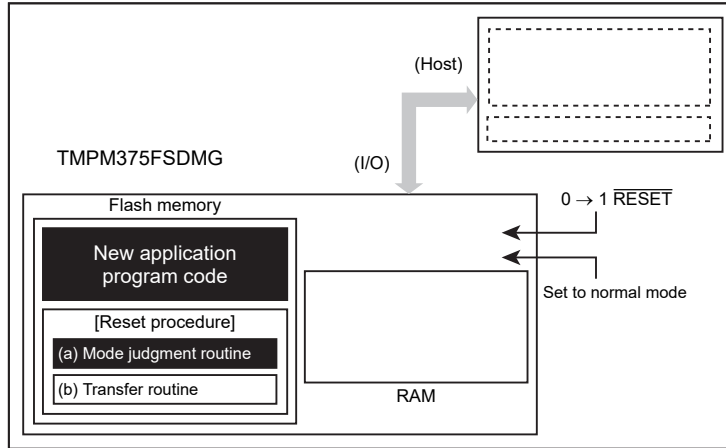 (Host)
TMPM375FSDMG
(I/O)
Flash memory
0 → 1 RESET
New application
program code
Set to normal mode
[Reset procedure]
(a) Mode judgment routine
(b) Transfer routine
RAM